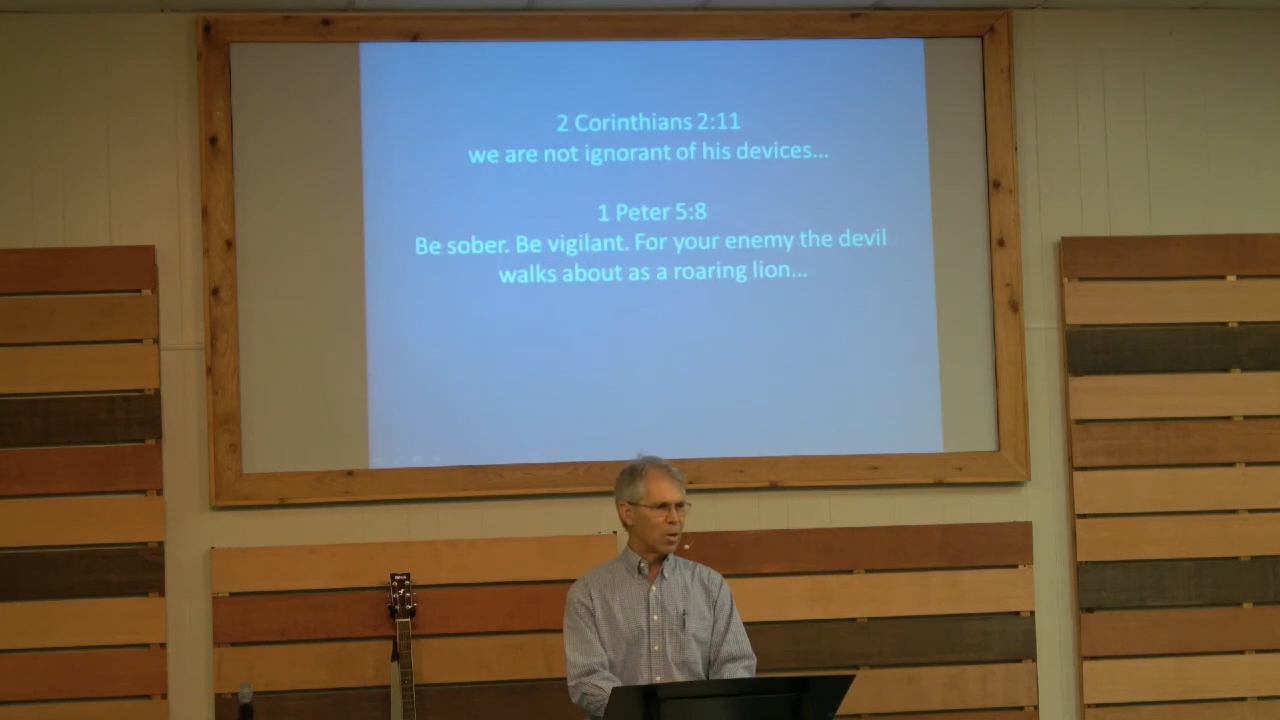 2 Corinthians 2:11
we are not ignorant of his devices...
1 Peter 5:8
Be sober. Be vigilant. For your enemy the devil
walks about as a roaring lion...